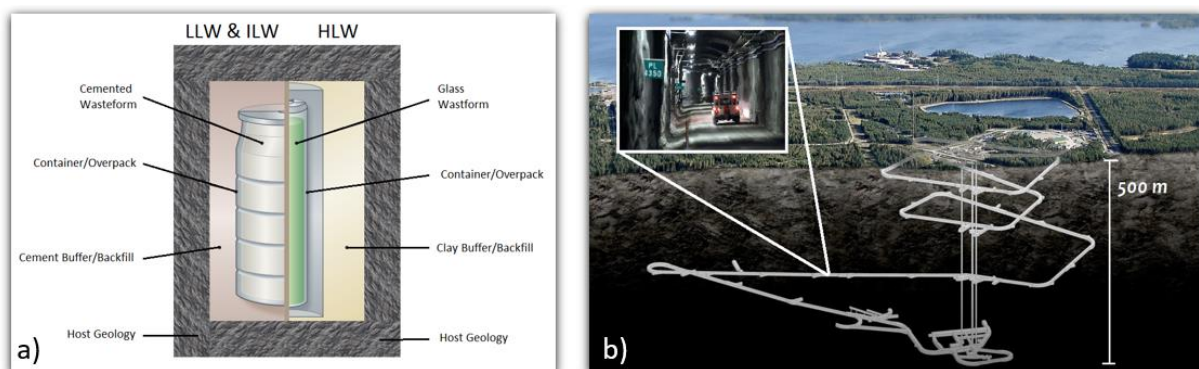 LLW & ILW
HLW
Cemented
Wasteform
Glass
Wastform
Container/Overpack
Container/Overpack
Cement Buffer/Backfill
Clay Buffer/Backfill
Host Geology
Host Geology
a)
PL
4350
500 m
b)